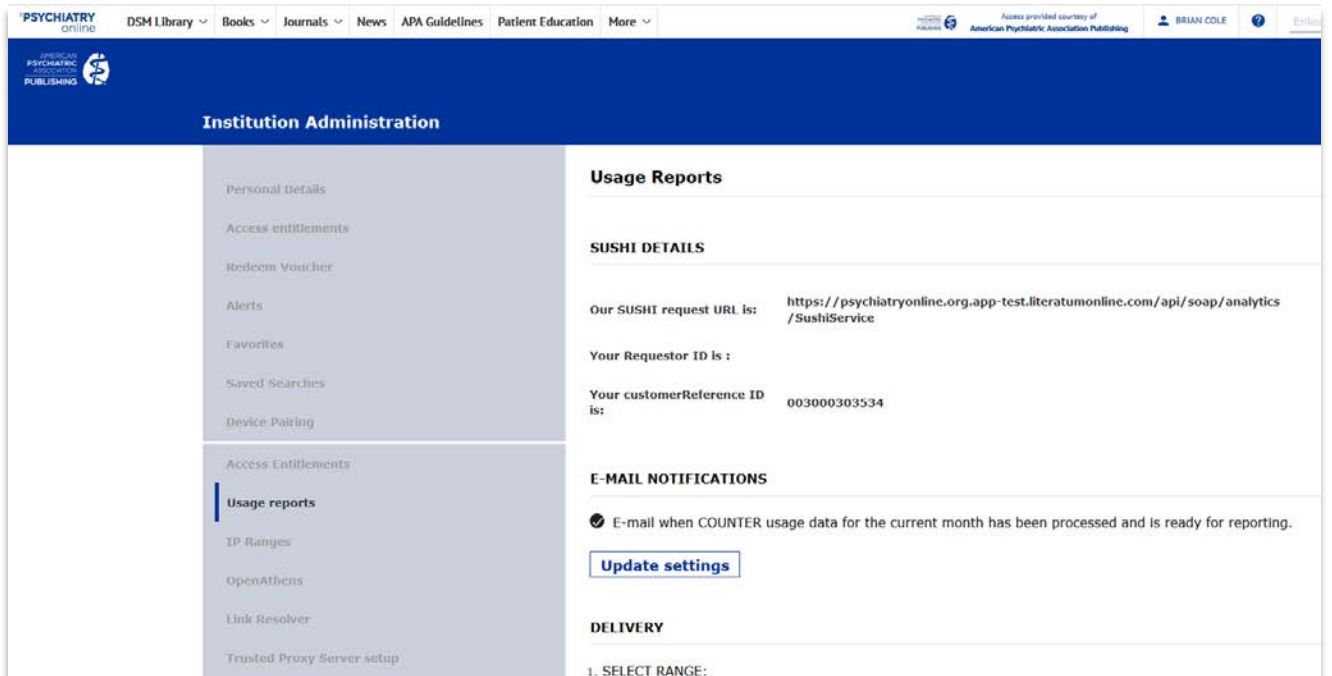 PSYCHIATRY
online
DSM Library
Books
Journals
News
APA Guidelines
Patient Education
More
PUBLISHING
Access provided courtesy of
American Psychiatric Association Publishing
BRIAN COLE
?
Enter
AMERICAN
PSYCHIATRIC
ASSOCIATION
PUBLISHING
Institution Administration
Personal Details
Access entitlements
Redeem Voucher
Alerts
Favorites
Saved Searches
Device Pairing
Access Entitlements
Usage reports
IP Ranges
OpenAthens
Link Resolver
Trusted Proxy Server setup
Usage Reports
SUSHI DETAILS
Our SUSHI request URL is:
https://psychiatryonline.org.app-test.literatumonline.com/api/soap/analytics
/SushiService
Your Requestor ID is :
Your customerReference ID
is:
003000303534
E-MAIL NOTIFICATIONS
E-mail when COUNTER usage data for the current month has been processed and is ready for reporting.
Update settings
DELIVERY
1. SELECT RANGE: